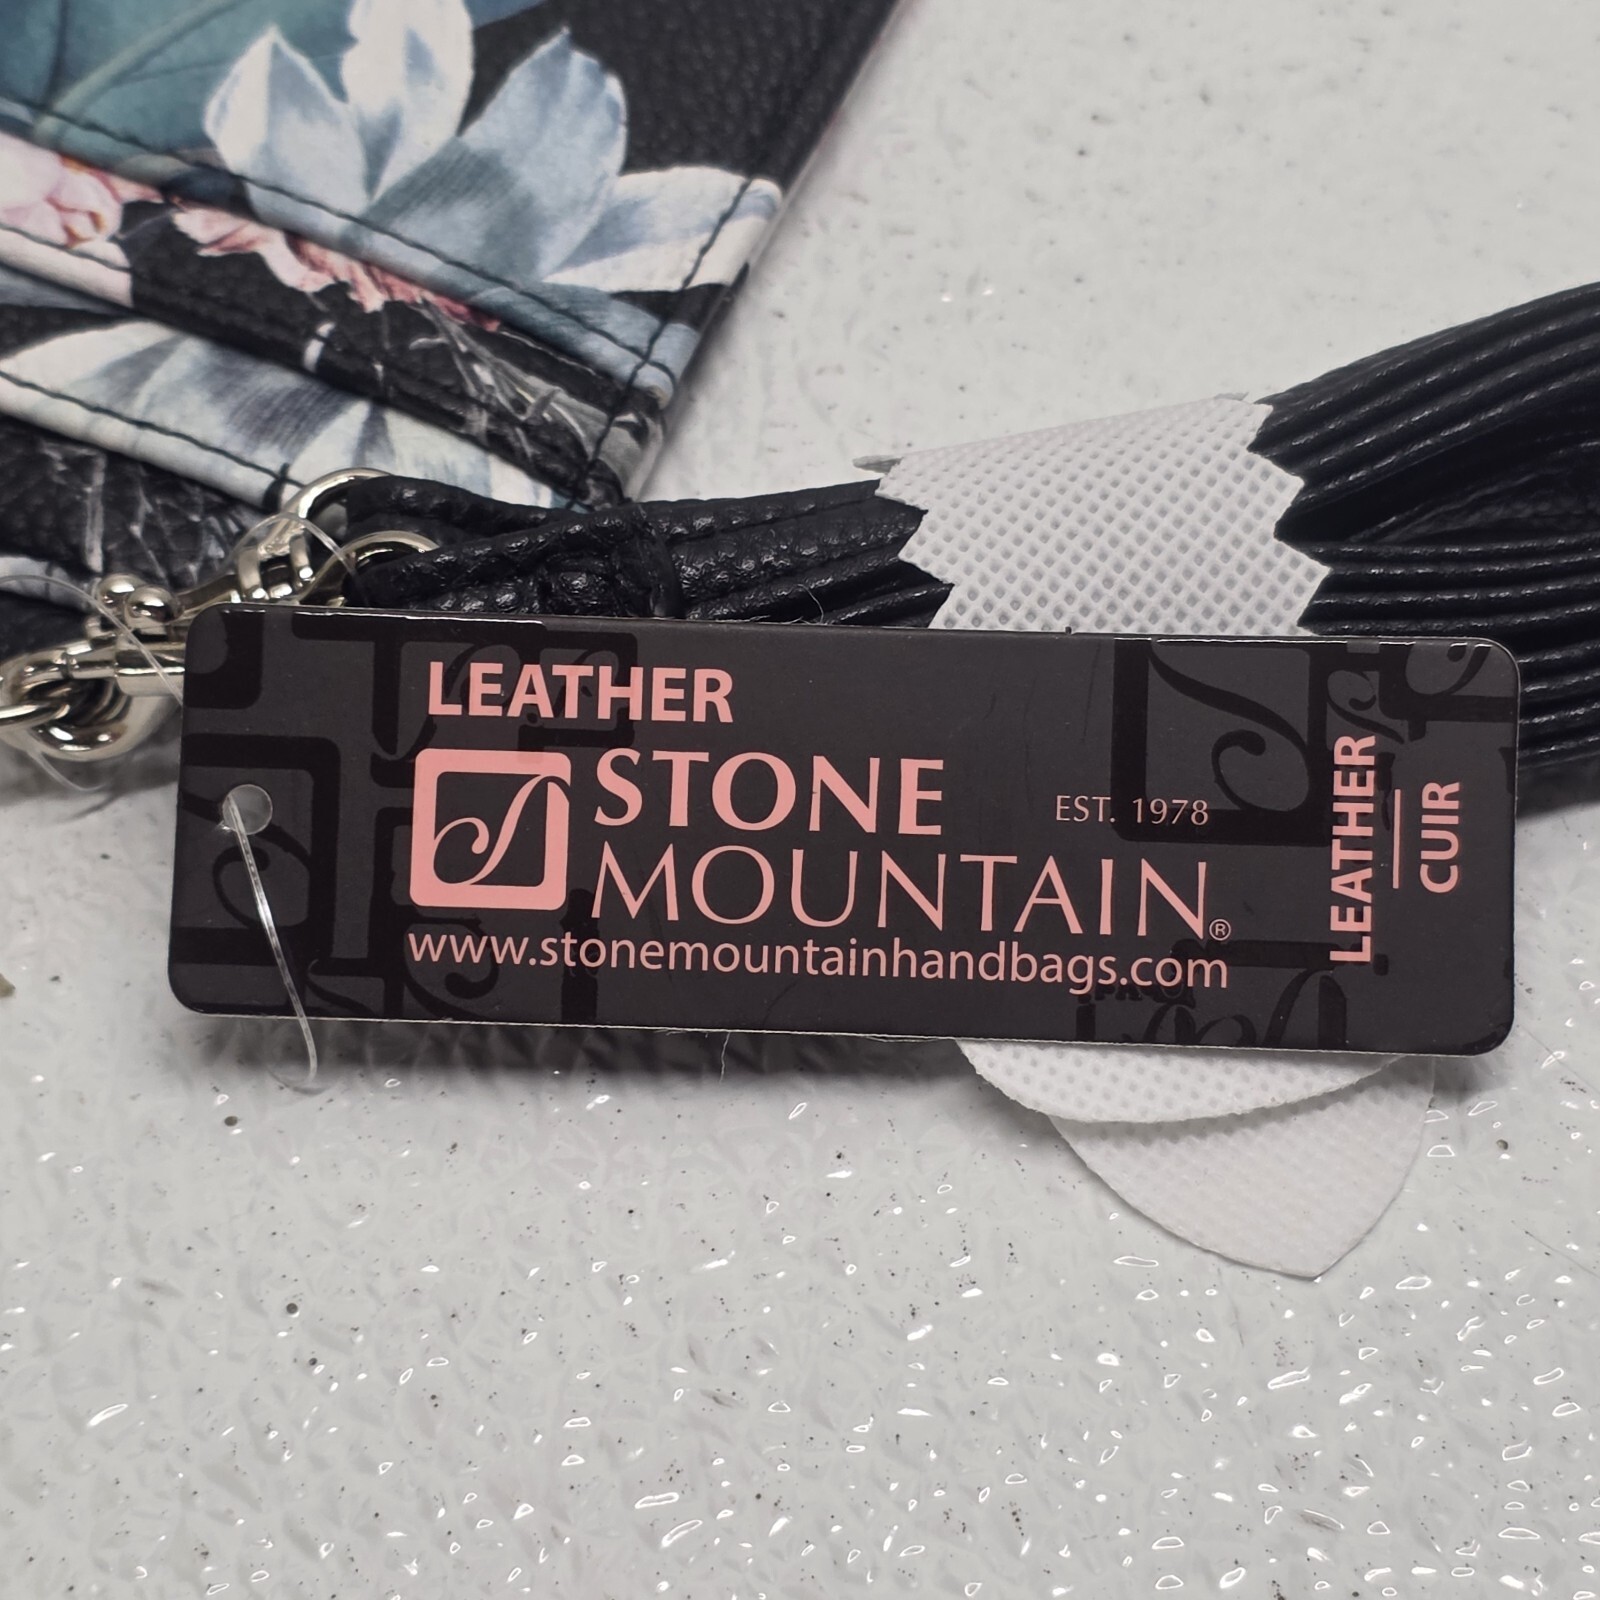 LEATHER
STONE
EST. 1978
MOUNTAIN®
www.stonemountainhandbags.com
LEATHER
CUIR